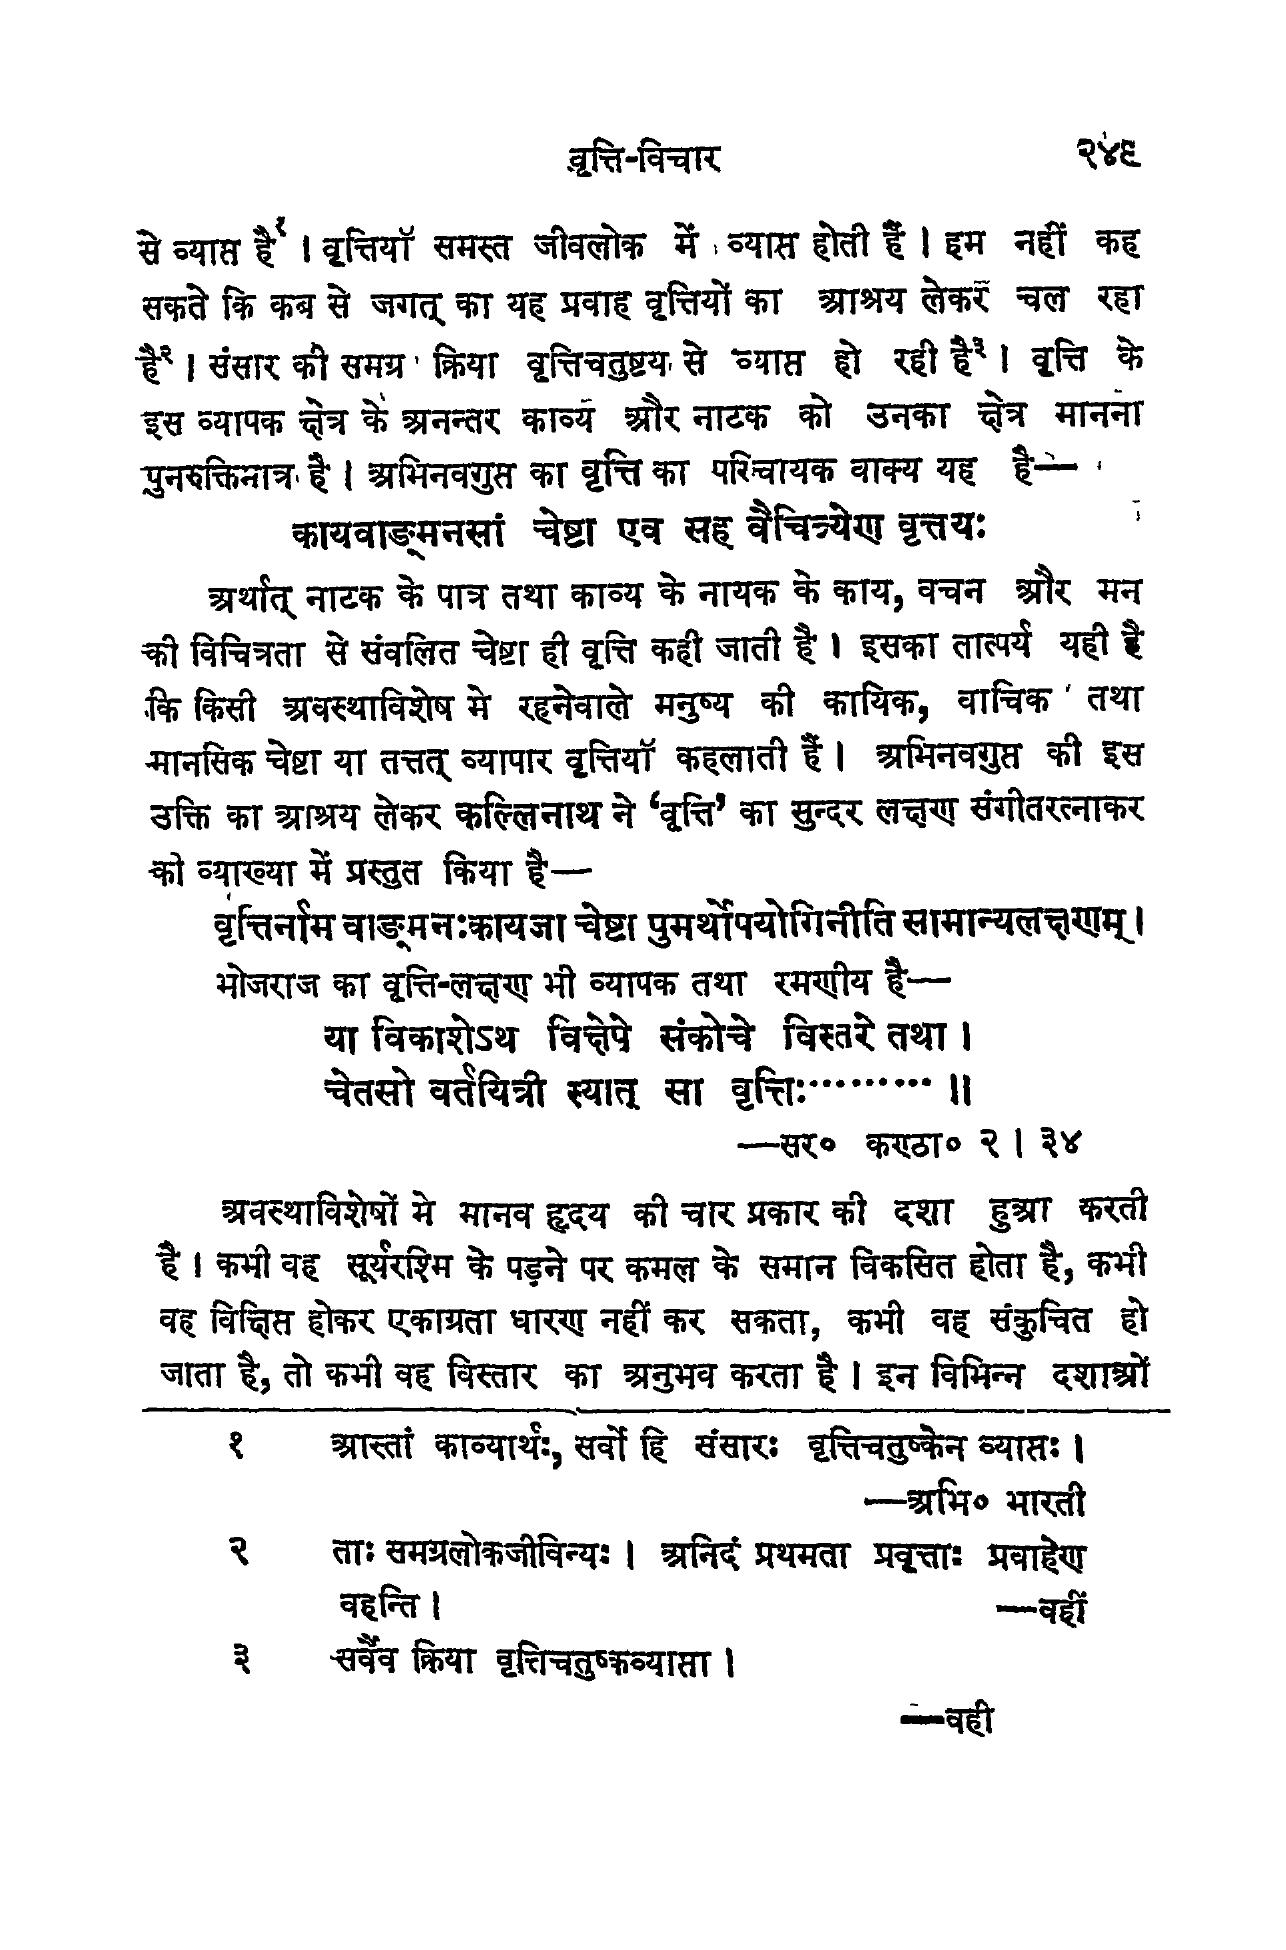 वृत्ति-विचार २४९
से व्याप्त है¹ । वृत्तियॉ समस्त जीवलोक में व्याप्त होती हैं । हम नहीं कह
सकते कि कब से जगत् का यह प्रवाह वृत्तियों का आश्रय लेकर चल रहा
है² । संसार की समग्र क्रिया वृत्तिचतुष्टय से व्याप्त हो रही है³ । वृत्ति के
इस व्यापक क्षेत्र के अनन्तर काव्य और नाटक को उनका क्षेत्र मानना
पुनरुक्तिमात्र है । अभिनवगुप्त का वृत्ति का परिचायक वाक्य यह है—
कायवाङ्मनसां चेष्टा एव सह वैचित्र्येण वृत्तयः
अर्थात् नाटक के पात्र तथा काव्य के नायक के काय, वचन और मन
की विचित्रता से संवलित चेष्टा ही वृत्ति कही जाती है । इसका तात्पर्य यही है
कि किसी अवस्थाविशेष मे रहनेवाले मनुष्य की कायिक, वाचिक तथा
मानसिक चेष्टा या तत्तत् व्यापार वृत्तियॉ कहलाती हैं । अभिनवगुप्त की इस
उक्ति का आश्रय लेकर कल्लिनाथ ने ‘वृत्ति’ का सुन्दर लक्षण संगीतरत्नाकर
को व्याख्या में प्रस्तुत किया है—
वृत्तिर्नाम वाङ्मनःकायजा चेष्टा पुमर्थोपयोगिनीति सामान्यलक्षणम् ।
भोजराज का वृत्ति-लक्षण भी व्यापक तथा रमणीय है—
या विकाशेऽथ विक्षेपे संकोचे विस्तरे तथा ।
चेतसो वर्तयित्री स्यात् सा वृत्तिः········· ॥
—सर० कण्ठा० २ । ३४
अवस्थाविशेषों मे मानव हृदय की चार प्रकार की दशा हुआ करती
है । कभी वह सूर्यरश्मि के पड़ने पर कमल के समान विकसित होता है, कभी
वह विक्षिप्त होकर एकाग्रता धारण नहीं कर सकता, कभी वह संकुचित हो
जाता है, तो कभी वह विस्तार का अनुभव करता है । इन विभिन्न दशाओं
१ आस्तां काव्यार्थः, सर्वो हि संसारः वृत्तिचतुष्केन व्याप्तः ।
—अभि० भारती
२ ताः समग्रलोकजीविन्यः । अनिदं प्रथमता प्रवृत्ताः प्रवाहेण
वहन्ति । —वहीं
३ सर्वैव क्रिया वृत्तिचतुष्कव्याप्ता ।
—वही